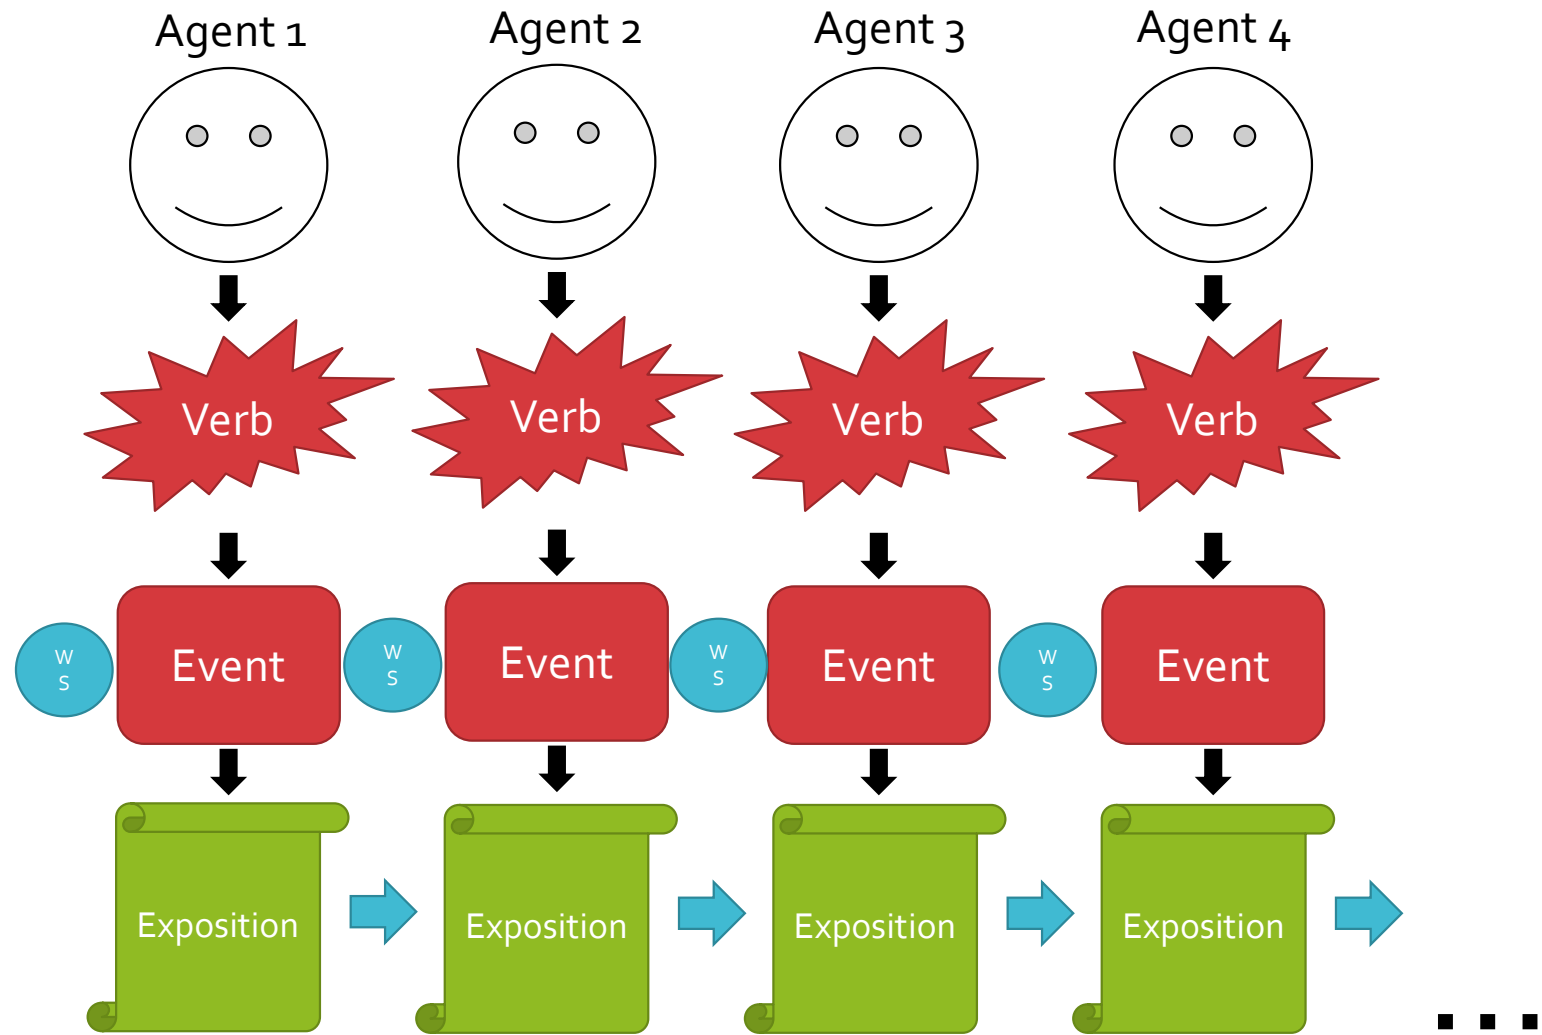 Agent 1
Agent 2
Agent 3
Agent 4
Verb
Verb
Verb
Verb
W
S
Event
W
S
Event
W
S
Event
W
S
Event
Exposition
Exposition
Exposition
Exposition
...